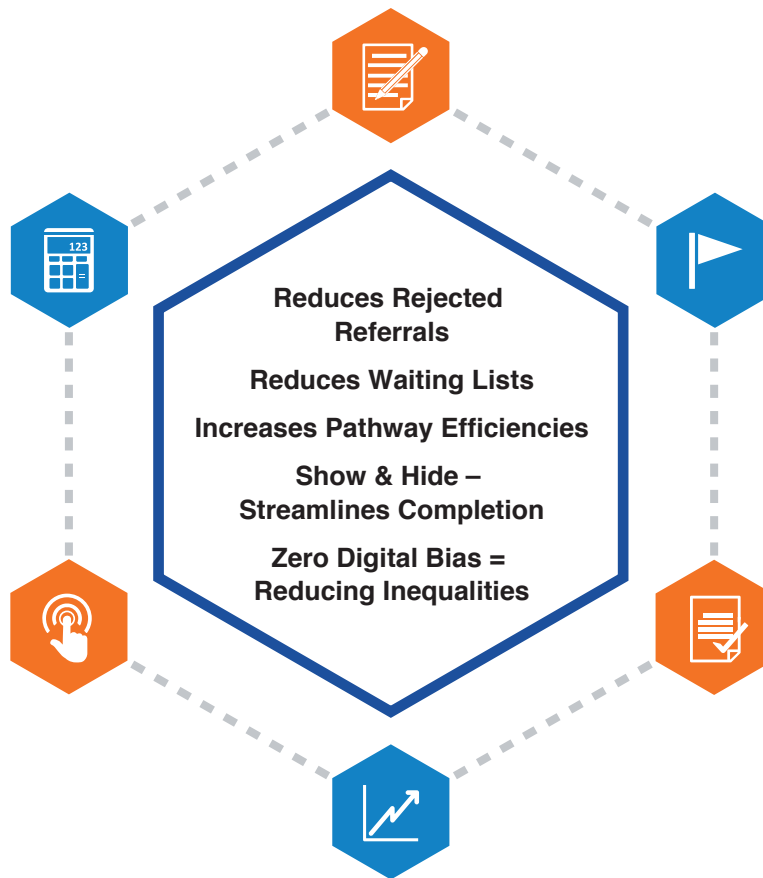 123
=
Reduces Rejected
Referrals
Reduces Waiting Lists
Increases Pathway Efficiencies
Show & Hide –
Streamlines Completion
Zero Digital Bias =
Reducing Inequalities